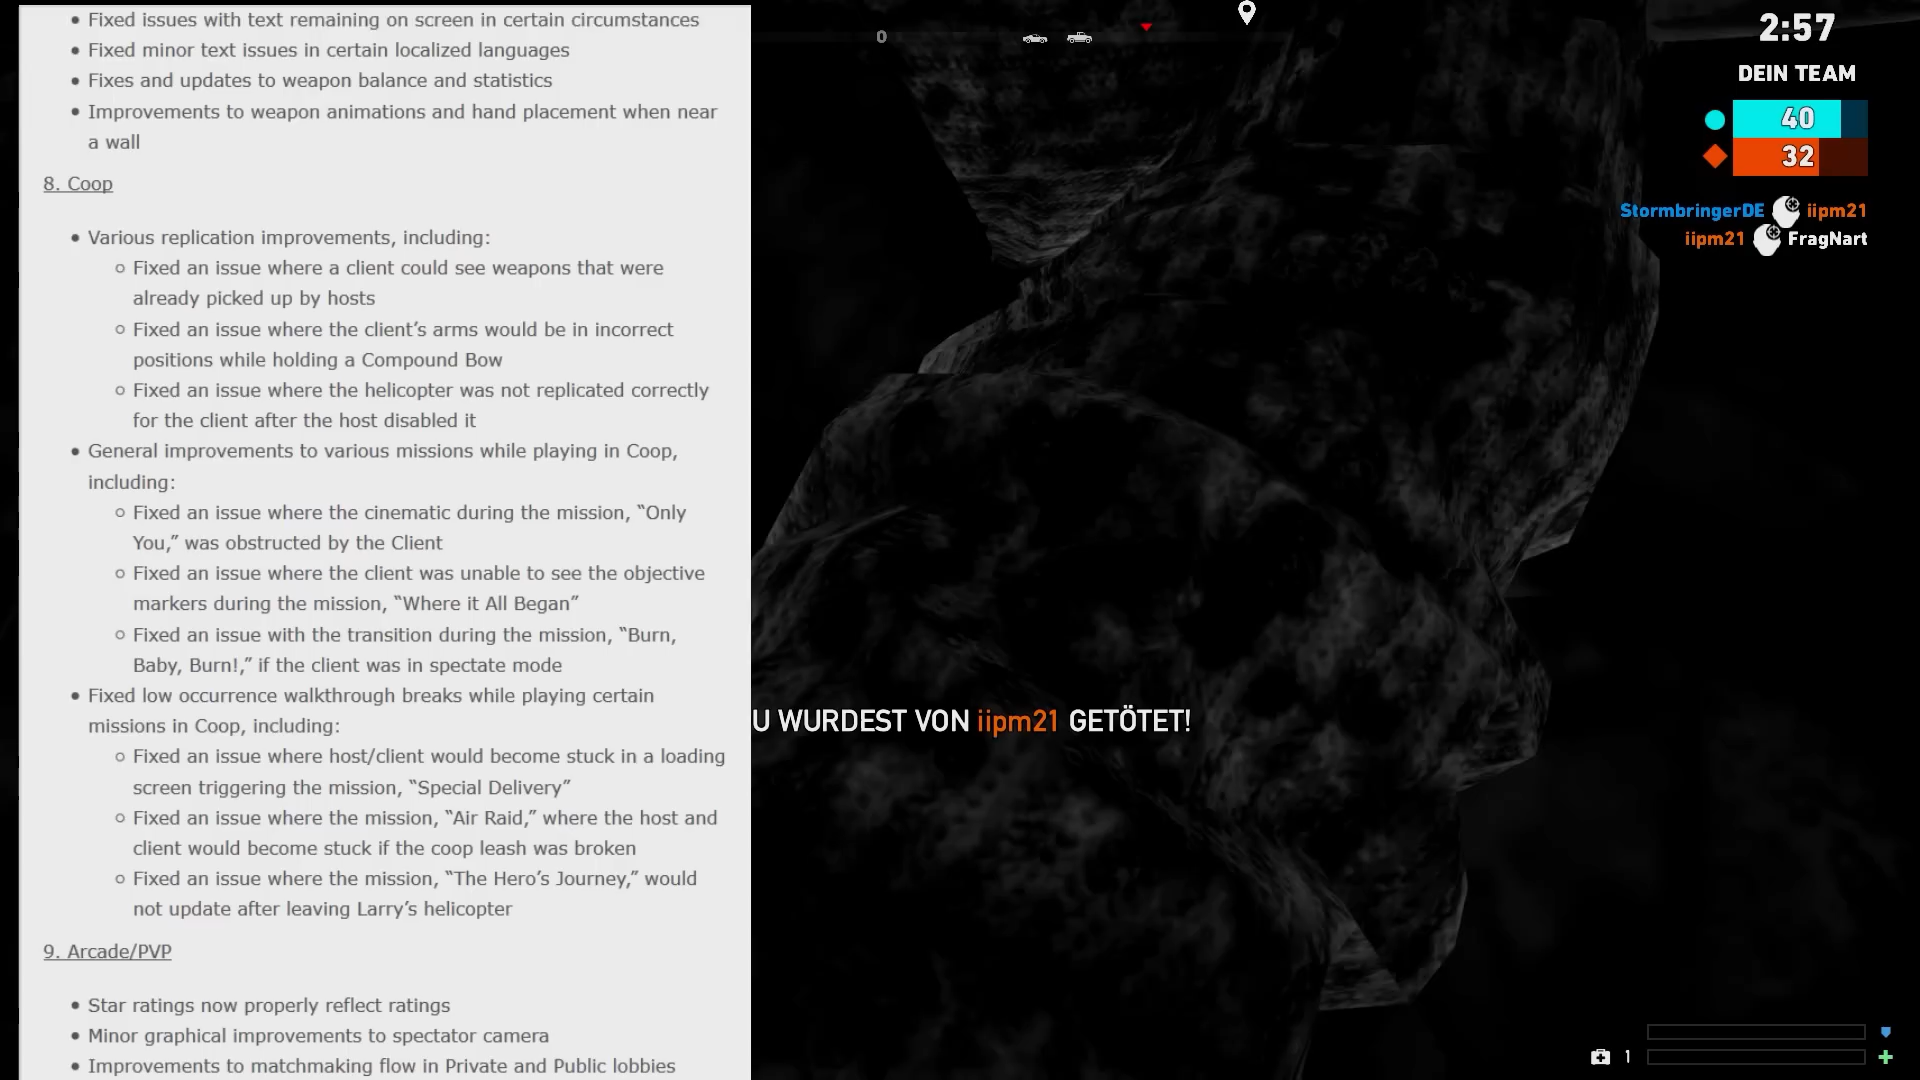 Fixed issues with text remaining on screen in certain circumstances
Fixed minor text issues in certain localized languages
Fixes and updates to weapon balance and statistics
Improvements to weapon animations and hand placement when near
a wall
8. Coop
Various replication improvements, including:
Fixed an issue where a client could see weapons that were
already picked up by hosts
Fixed an issue where the client’s arms would be in incorrect
positions while holding a Compound Bow
Fixed an issue where the helicopter was not replicated correctly
for the client after the host disabled it
General improvements to various missions while playing in Coop,
including:
Fixed an issue where the cinematic during the mission, “Only
You,” was obstructed by the Client
Fixed an issue where the client was unable to see the objective
markers during the mission, “Where it All Began”
Fixed an issue with the transition during the mission, “Burn,
Baby, Burn!,” if the client was in spectate mode
Fixed low occurrence walkthrough breaks while playing certain
missions in Coop, including:
Fixed an issue where host/client would become stuck in a loading
screen triggering the mission, “Special Delivery”
Fixed an issue where the mission, “Air Raid,” where the host and
client would become stuck if the coop leash was broken
Fixed an issue where the mission, “The Hero’s Journey,” would
not update after leaving Larry’s helicopter
9. Arcade/PVP
Star ratings now properly reflect ratings
Minor graphical improvements to spectator camera
Improvements to matchmaking flow in Private and Public lobbies
0
2:57
DEIN TEAM
40
32
StormbringerDE iipm21
iipm21 FragNart
U WURDEST VON iipm21 GETÖTET!
1